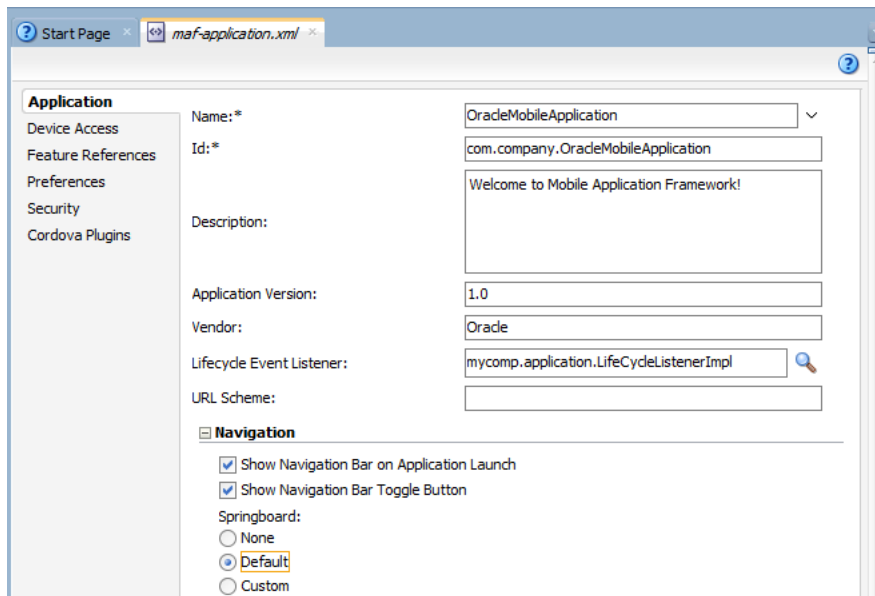 Start Page
maf-application.xml
Application
Device Access
Feature References
Preferences
Security
Cordova Plugins
Name:* OracleMobileApplication
Id:* com.company.OracleMobileApplication
Description: Welcome to Mobile Application Framework!
Application Version: 1.0
Vendor: Oracle
Lifecycle Event Listener: mycomp.application.LifeCycleListenerImpl
URL Scheme:
Navigation
Show Navigation Bar on Application Launch
Show Navigation Bar Toggle Button
Springboard:
None
Default
Custom